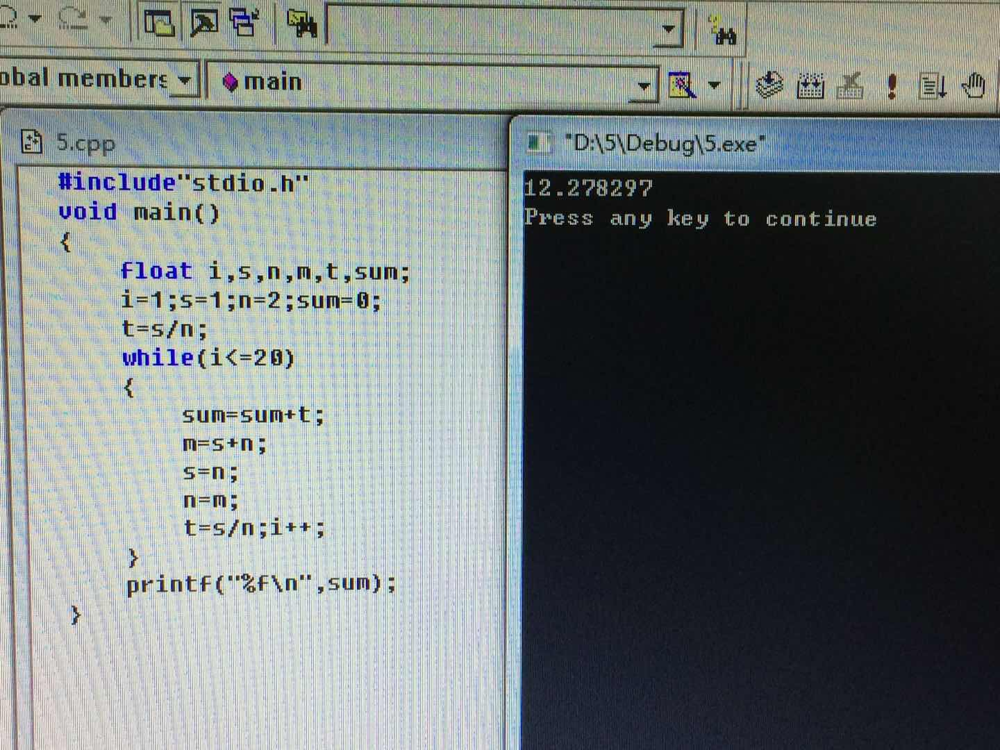 obal members
main
5.cpp
#include"stdio.h"
void main()
{
float i,s,n,m,t,sum;
i=1;s=1;n=2;sum=0;
t=s/n;
while(i<=20)
{
sum=sum+t;
m=s+n;
s=n;
n=m;
t=s/n;i++;
}
printf("%f\n",sum);
}
"D:\5\Debug\5.exe"
12.278297
Press any key to continue